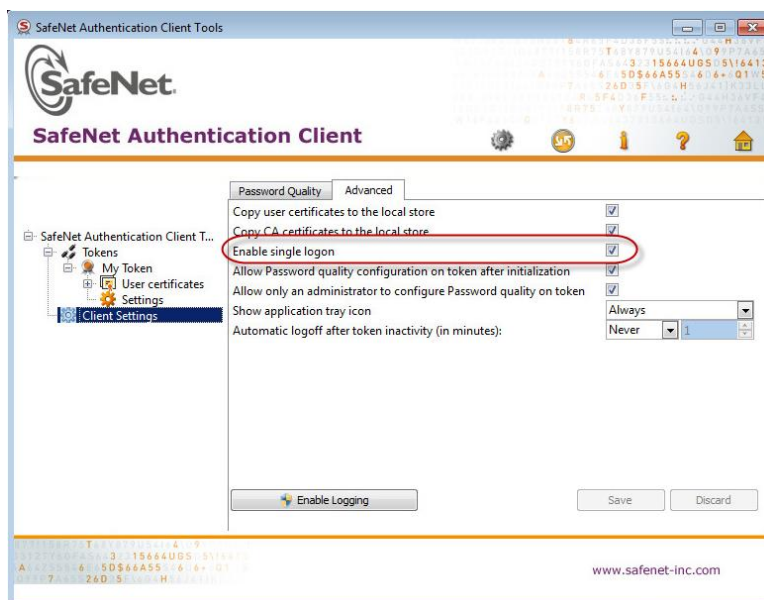 SafeNet Authentication Client Tools
SafeNet.
SafeNet Authentication Client
Password Quality
Advanced
Copy user certificates to the local store
Copy CA certificates to the local store
SafeNet Authentication Client T...
Enable single logon
Tokens
Allow Password quality configuration on token after initialization
My Token
User certificates
Allow only an administrator to configure Password quality on token
Settings
Show application tray icon
Always
Client Settings
Automatic logoff after token inactivity (in minutes):
Never
1
Enable Logging
Save
Discard
www.safenet-inc.com